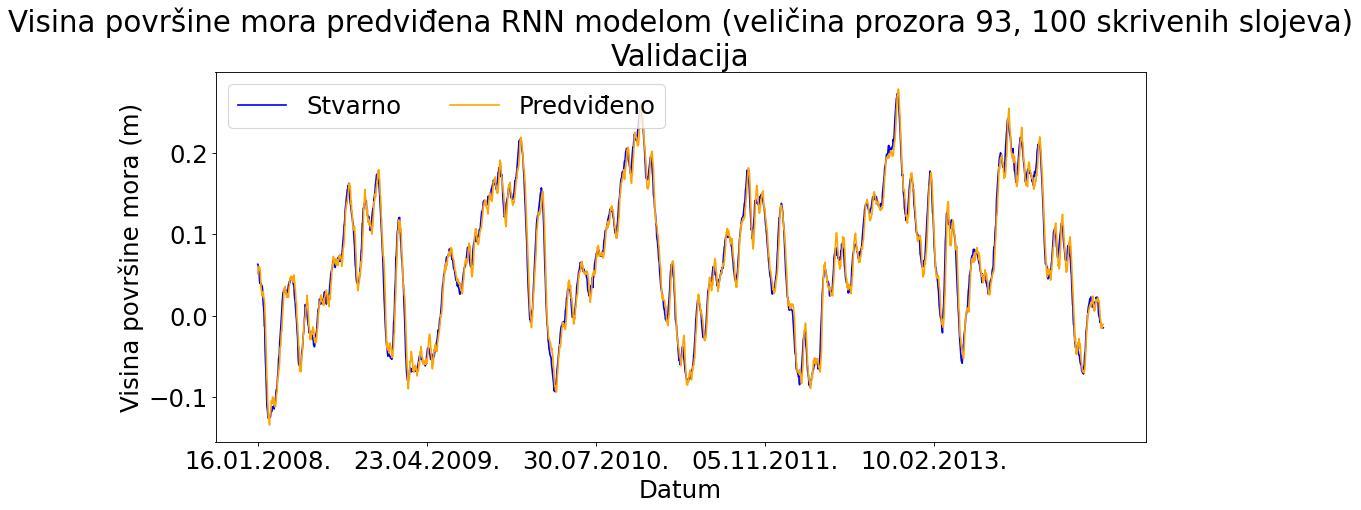 Visina površine mora predviđena RNN modelom (veličina prozora 93, 100 skrivenih slojeva)
Validacija
Stvarno Predviđeno
Visina površine mora (m)
0.2
0.1
0.0
−0.1
16.01.2008. 23.04.2009. 30.07.2010. 05.11.2011. 10.02.2013.
Datum